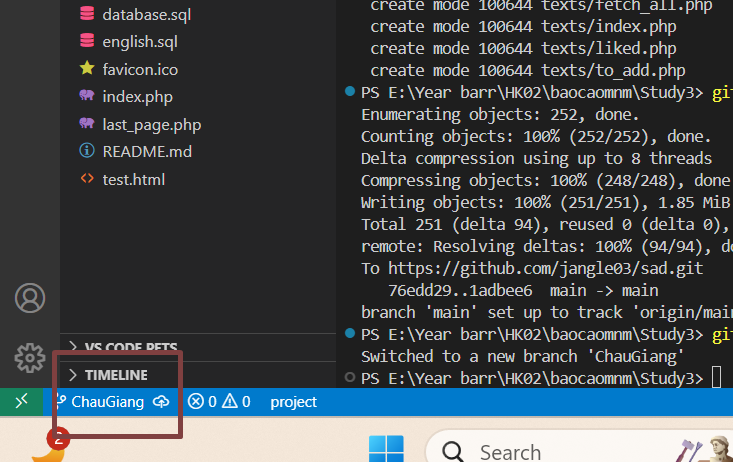 database.sql
english.sql
favicon.ico
index.php
last_page.php
README.md
test.html
VS CODE PETS
TIMELINE
ChauGiang
0
0
project
create mode 100644 texts/fetch_all.php
create mode 100644 texts/index.php
create mode 100644 texts/liked.php
create mode 100644 texts/to_add.php
PS E:\Year barr\HK02\baocaomnm\Study3> git
Enumerating objects: 252, done.
Counting objects: 100% (252/252), done.
Delta compression using up to 8 threads
Compressing objects: 100% (248/248), done
Writing objects: 100% (251/251), 1.85 MiB
Total 251 (delta 94), reused 0 (delta 0),
remote: Resolving deltas: 100% (94/94), do
To https://github.com/jangle03/sad.git
76edd29..1adbee6 main -> main
branch 'main' set up to track 'origin/mai
PS E:\Year barr\HK02\baocaomnm\Study3> git
Switched to a new branch 'ChauGiang'
PS E:\Year barr\HK02\baocaomnm\Study3>
2
Search